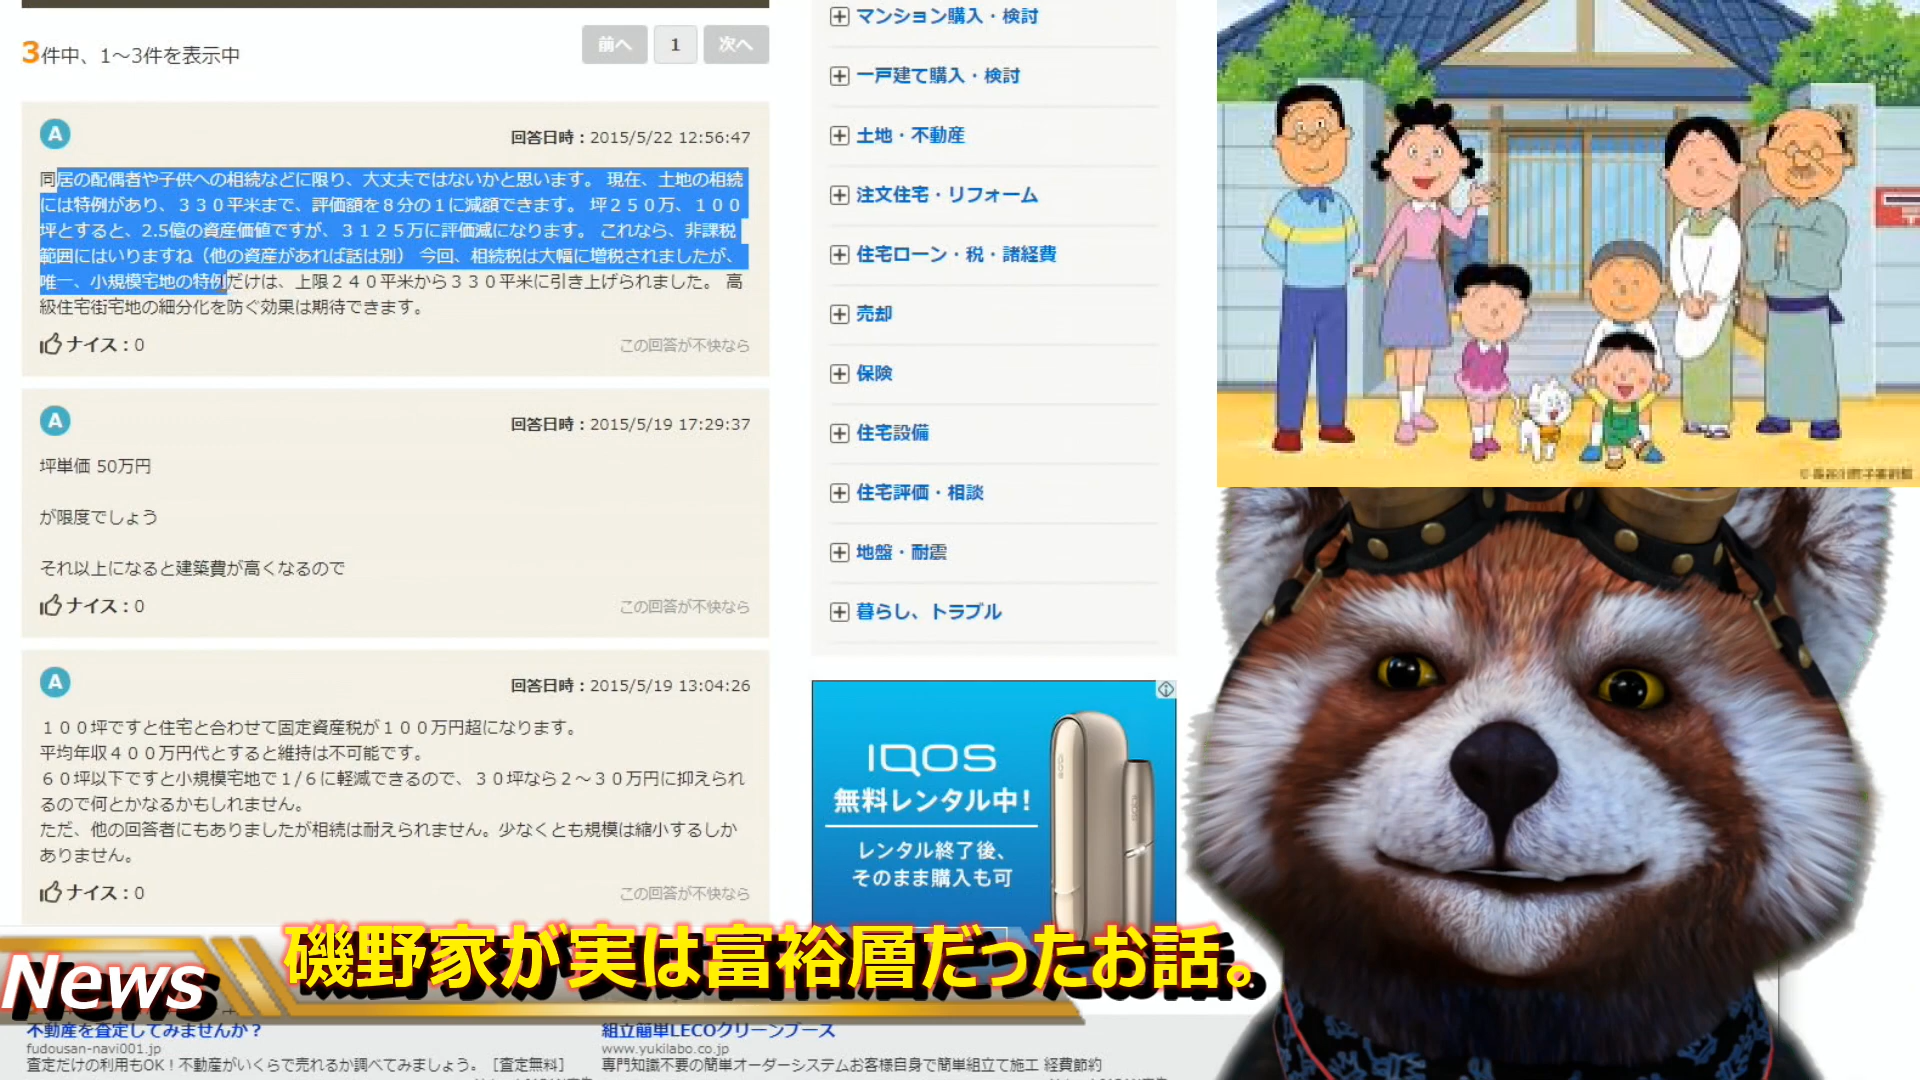 3件中、1～3件を表示中
前へ
1
次へ
A
回答日時：2015/5/22 12:56:47
同居の配偶者や子供への相続などに限り、大丈夫ではないかと思います。 現在、土地の相続
には特例があり、３３０平米まで、評価額を８分の１に減額できます。 坪２５０万、１００
坪とすると、2.5億の資産価値ですが、３１２５万に評価減になります。 これなら、非課税
範囲にはいりますね（他の資産があれば話は別） 今回、相続税は大幅に増税されましたが、
唯一、小規模宅地の特例だけは、上限２４０平米から３３０平米に引き上げられました。 高
級住宅街宅地の細分化を防ぐ効果は期待できます。
ナイス：0
この回答が不快なら
A
回答日時：2015/5/19 17:29:37
坪単価 50万円
が限度でしょう
それ以上になると建築費が高くなるので
ナイス：0
この回答が不快なら
A
回答日時：2015/5/19 13:04:26
１００坪ですと住宅と合わせて固定資産税が１００万円超になります。
平均年収４００万円代とすると維持は不可能です。
６０坪以下ですと小規模宅地で１/６に軽減できるので、３０坪なら２～３０万円に抑えられ
るので何とかなるかもしれません。
ただ、他の回答者にもありましたが相続は耐えられません。少なくとも規模は縮小するしか
ありません。
ナイス：0
この回答が不快なら
マンション購入・検討
一戸建て購入・検討
土地・不動産
注文住宅・リフォーム
住宅ローン・税・諸経費
売却
保険
住宅設備
住宅評価・相談
地盤・耐震
暮らし、トラブル
IQOS
無料レンタル中！
レンタル終了後、
そのまま購入も可
©長谷川町子美術館
News
磯野家が実は富裕層だったお話。
不動産を査定してみませんか？
fudousan-navi001.jp
査定だけの利用もOK！不動産がいくらで売れるか調べてみましょう。［査定無料］
組立簡単LECOクリーンブース
www.yukilabo.co.jp
専門知識不要の簡単オーダーシステムお客様自身で簡単組立て施工 経費節約